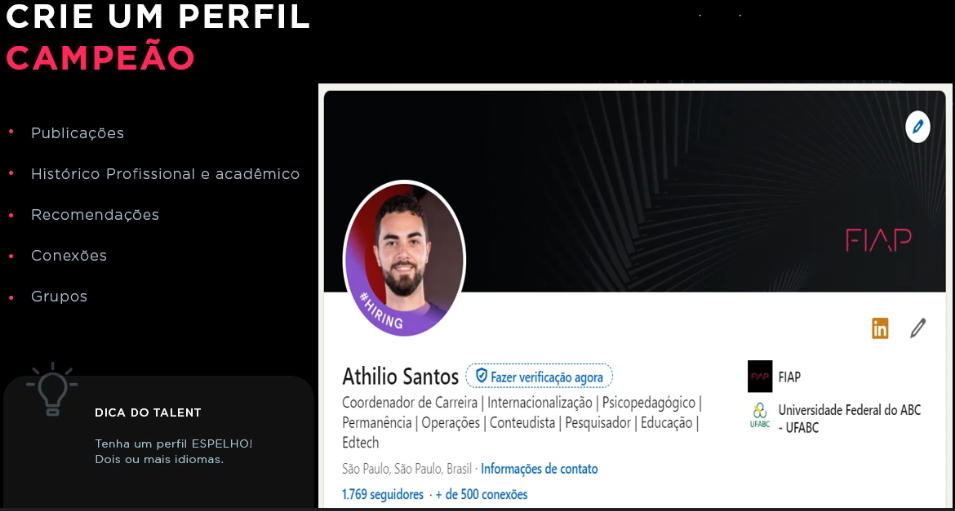 CRIE UM PERFIL
CAMPEÃO
Publicações
Histórico Profissional e acadêmico
Recomendações
Conexões
Grupos
DICA DO TALENT
Tenha um perfil ESPELHO!
Dois ou mais idiomas.
FIAP
#HIRING
in
Athilio Santos
Fazer verificação agora
Coordenador de Carreira | Internacionalização | Psicopedagógico |
Permanência | Operações | Conteudista | Pesquisador | Educação |
Edtech
São Paulo, São Paulo, Brasil · Informações de contato
1.769 seguidores · + de 500 conexões
FIAP
FIAP
UFABC
Universidade Federal do ABC
- UFABC